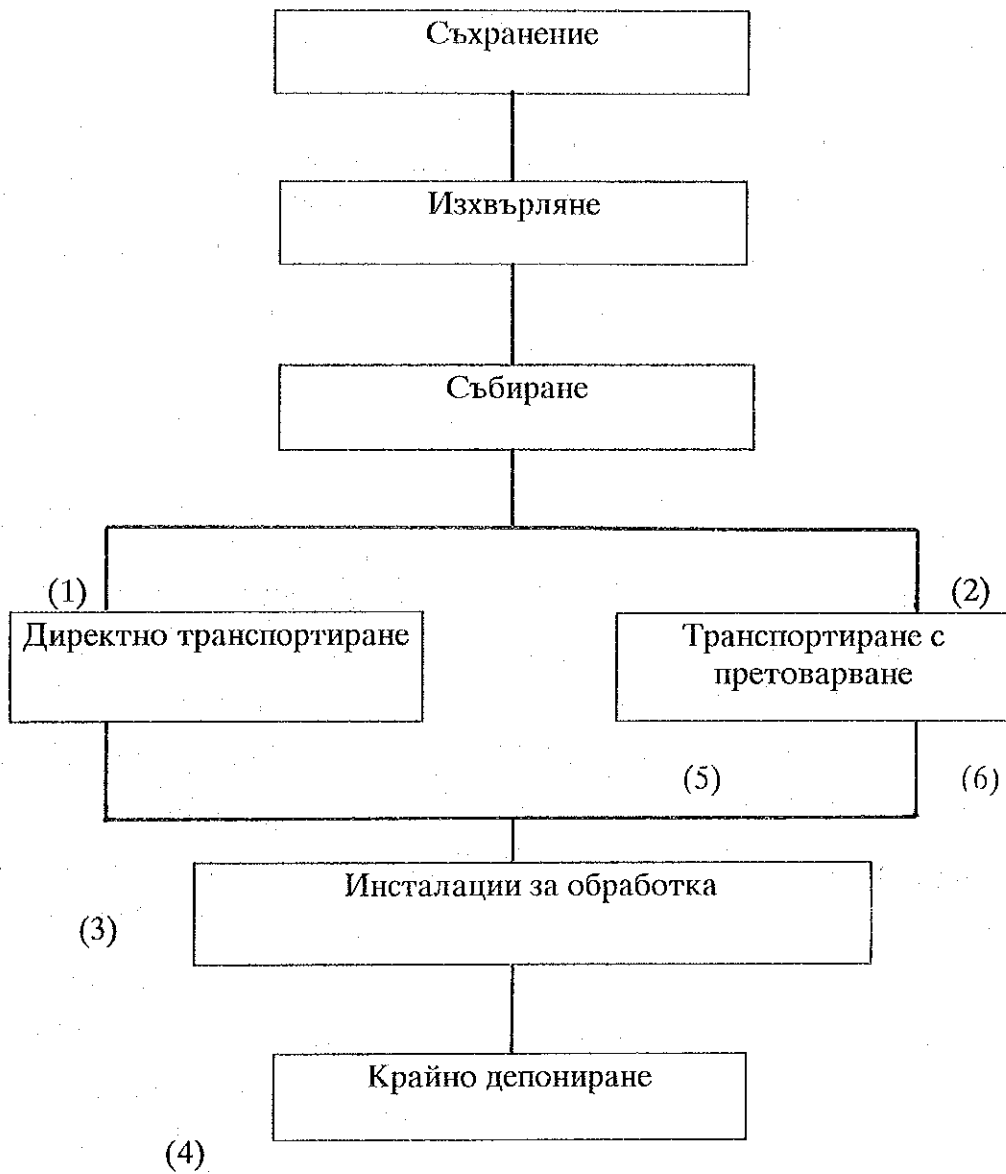 Съхранение
Изхвърляне
Събиране
(1)
(2)
Директно транспортиране
Транспортиране с
претоварване
(5)
(6)
Инсталации за обработка
(3)
Крайно депониране
(4)